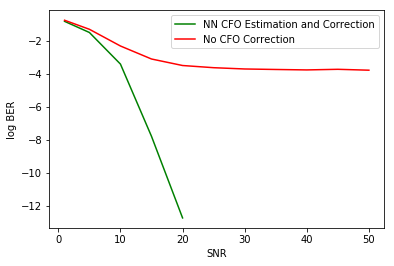 NN CFO Estimation and Correction
No CFO Correction
−2
−4
−6
−8
−10
−12
log BER
0 10 20 30 40 50
SNR